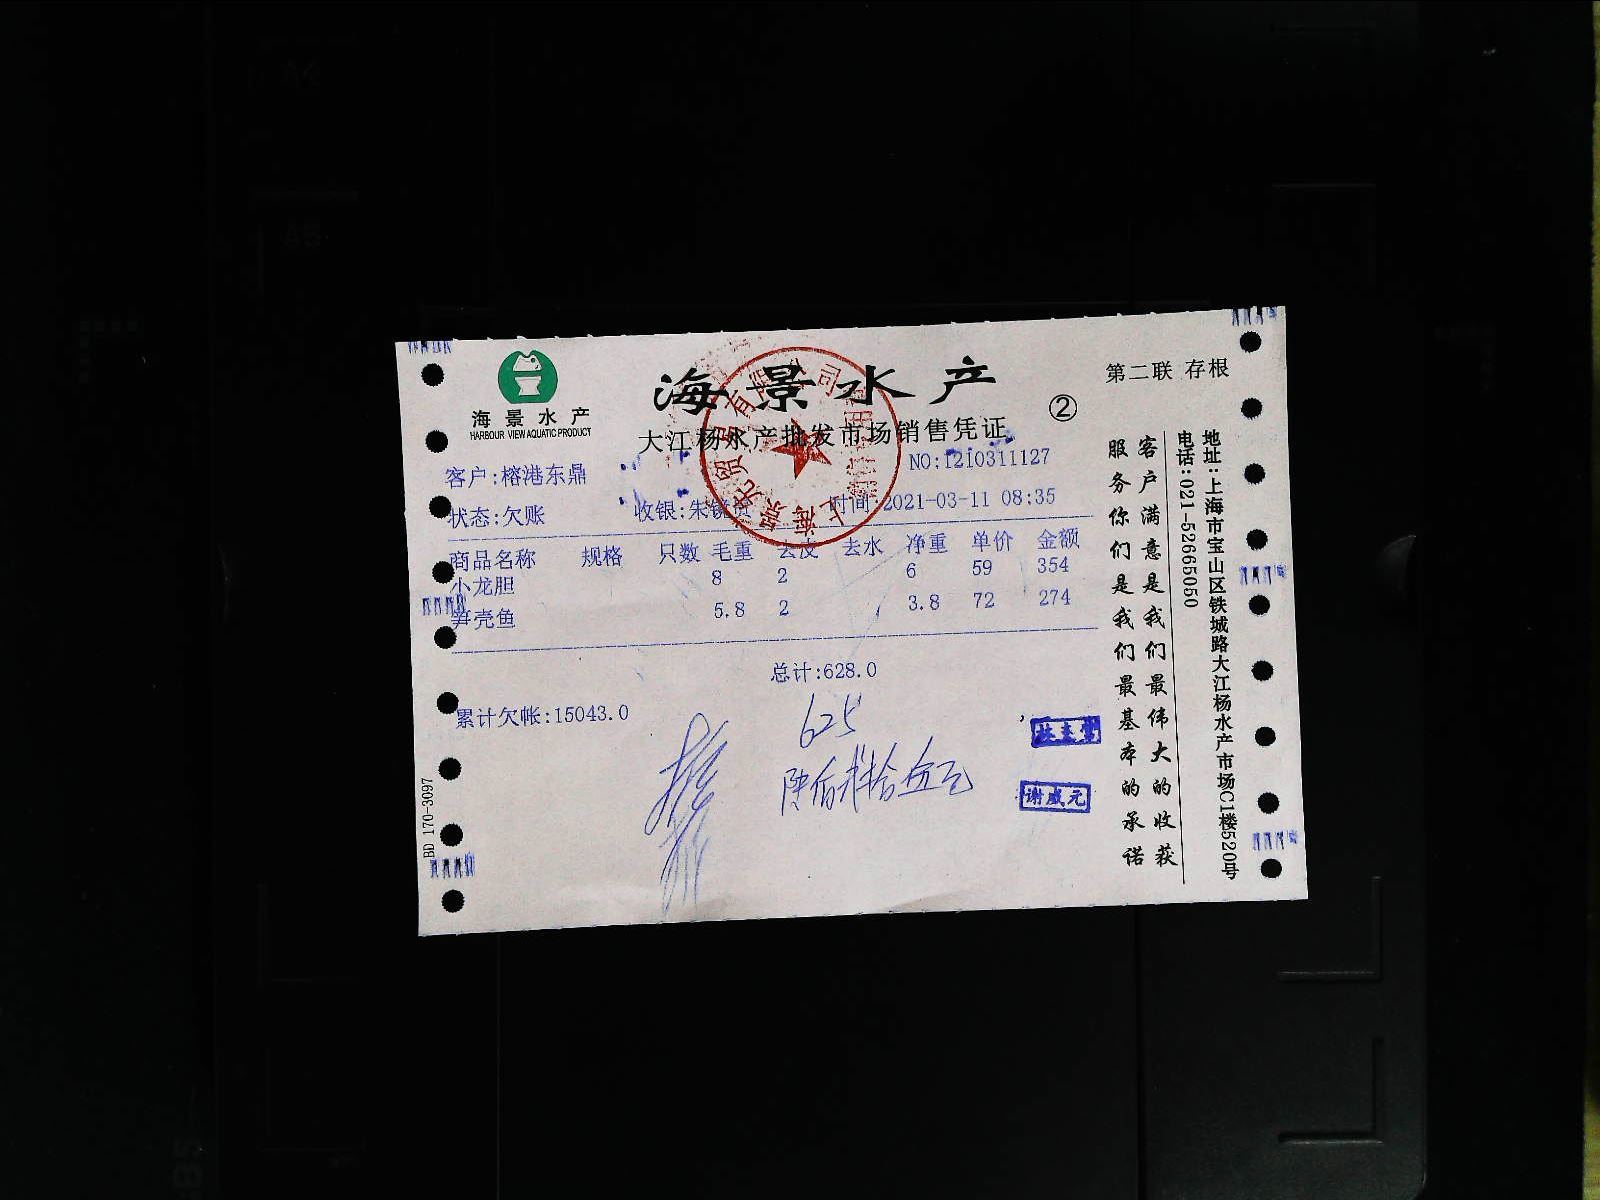 海景水产
HARBOUR VIEW AQUATIC PRODUCT
海景水产
大江杨水产批发市场销售凭证
②
第二联 存根
客户:榕港东鼎
NO:1210311127
状态:欠账
收银:朱镜
时间:2021-03-11 08:35
商品名称 规格 只数 毛重 去皮 去水 净重 单价 金额
小龙胆 8 2 6 59 354
笋壳鱼 5.8 2 3.8 72 274
总计:628.0
累计欠帐:15043.0
625
陆佰贰拾伍元
谢威元
客户满意是我们最伟大的收获
服务你们是我们最基本的承诺
地址:上海市宝山区铁城路大江杨水产市场C1楼520号
电话:021-52665050
BD 170-3097